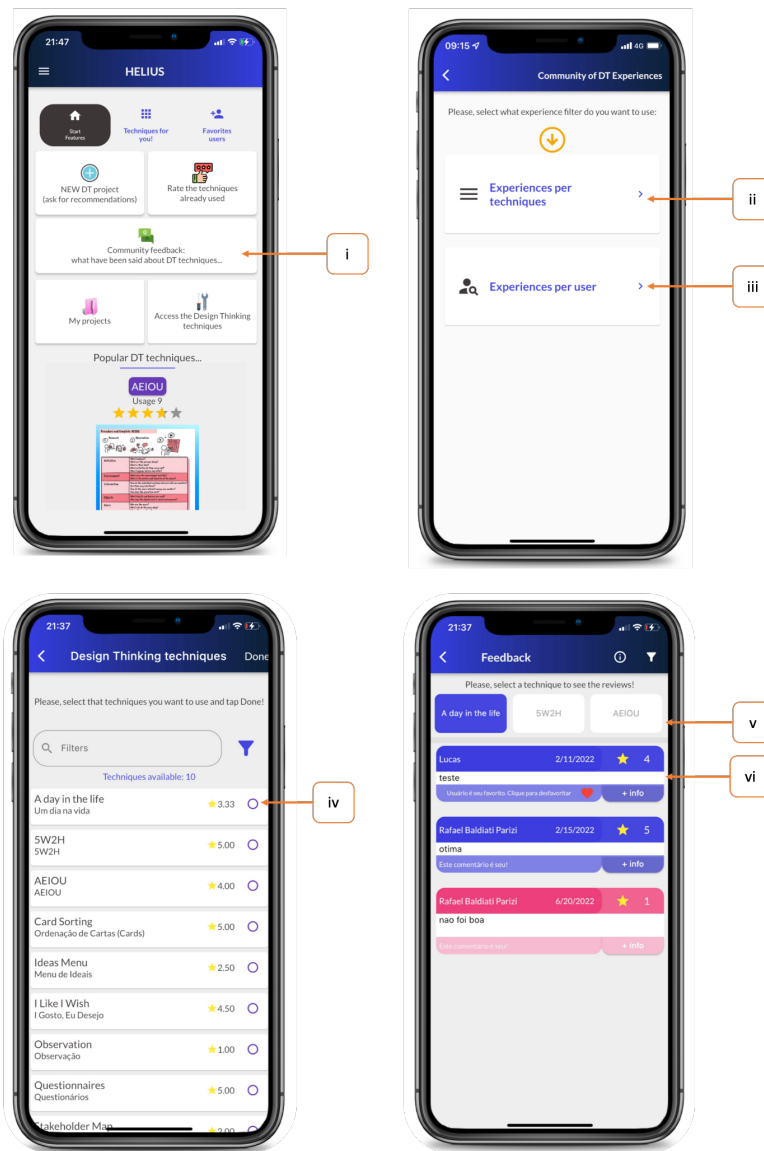 21:47
HELIUS
Start
Features
Techniques for
you!
Favorites
users
NEW DT project
(ask for recommendations)
Rate the techniques
already used
Community feedback:
what have been said about DT techniques...
i
My projects
Access the Design Thinking
techniques
Popular DT techniques...
AEIOU
Usage 9
09:15
4G
Community of DT Experiences
Please, select what experience filter do you want to use:
Experiences per
techniques
ii
Experiences per user
iii
21:37
Design Thinking techniques
Done
Please, select that techniques you want to use and tap Done!
Filters
Techniques available: 10
A day in the life
3.33
Um dia na vida
iv
5W2H
5.00
5W2H
AEIOU
4.00
AEIOU
Card Sorting
5.00
Ordenação de Cartas (Cards)
Ideas Menu
2.50
Menu de Ideais
I Like I Wish
4.50
I Gosto, Eu Desejo
Observation
1.00
Observação
Questionnaires
5.00
Questionários
Stakeholder Map
2.00
21:37
Feedback
Please, select a technique to see the reviews!
A day in the life
5W2H
AEIOU
v
Lucas
2/11/2022
4
teste
vi
Usuário é seu favorito. Clique para desfavoritar
+ info
Rafael Baldiati Parizi
2/15/2022
5
otima
Este comentário é seu!
+ info
Rafael Baldiati Parizi
6/20/2022
1
nao foi boa
Este comentário é seu!
+ info